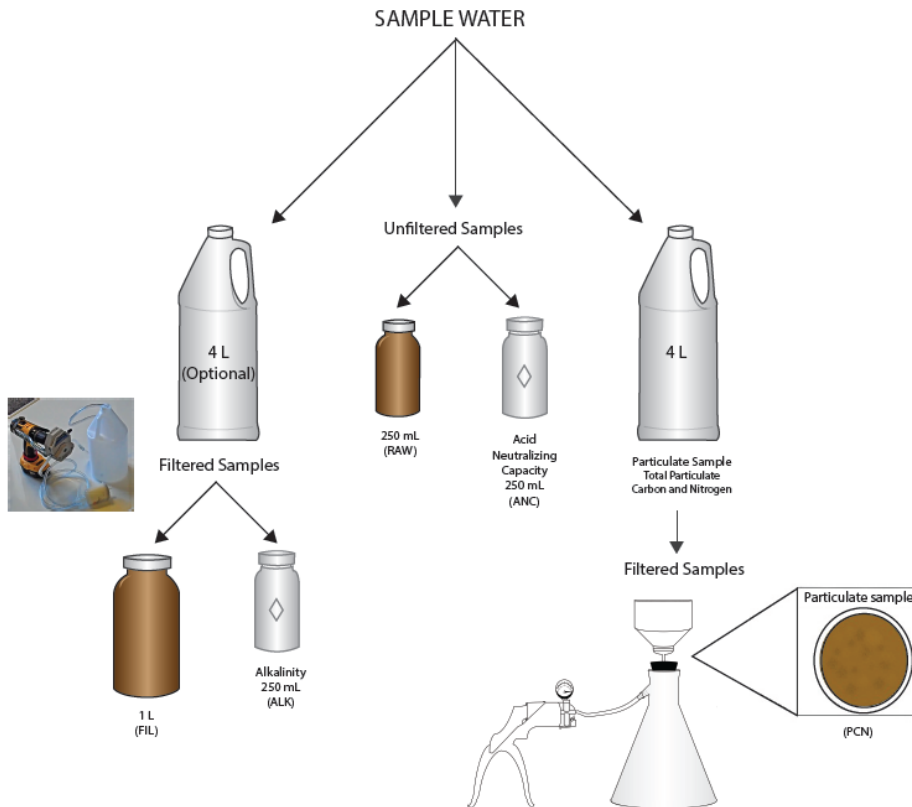 SAMPLE WATER
4 L
(Optional)
Filtered Samples
1 L
(FIL)
Alkalinity
250 mL
(ALK)
Unfiltered Samples
250 mL
(RAW)
Acid
Neutralizing
Capacity
250 mL
(ANC)
4 L
Particulate Sample
Total Particulate
Carbon and Nitrogen
Filtered Samples
Particulate sample
(PCN)